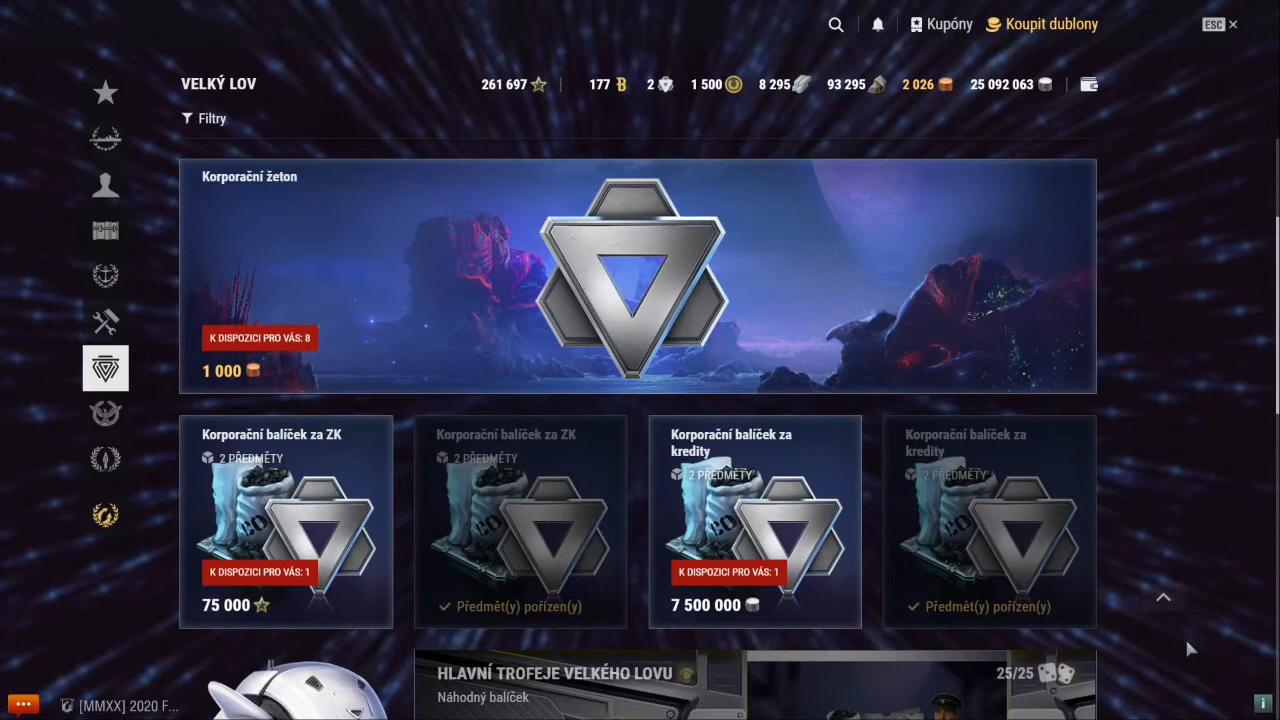 Kupóny
Koupit dublony
ESC
VELKÝ LOV
261 697
177
2
1 500
8 295
93 295
2 026
25 092 063
Filtry
Korporační žeton
K DISPOZICI PRO VÁS: 8
1 000
Korporační balíček za ZK
2 PŘEDMĚTY
K DISPOZICI PRO VÁS: 1
75 000
Korporační balíček za ZK
2 PŘEDMĚTY
Předmět(y) pořízen(y)
Korporační balíček za
kredity
2 PŘEDMĚTY
K DISPOZICI PRO VÁS: 1
7 500 000
Korporační balíček za
kredity
2 PŘEDMĚTY
Předmět(y) pořízen(y)
HLAVNÍ TROFEJE VELKÉHO LOVU
25/25
Náhodný balíček
[MMXX] 2020 F...